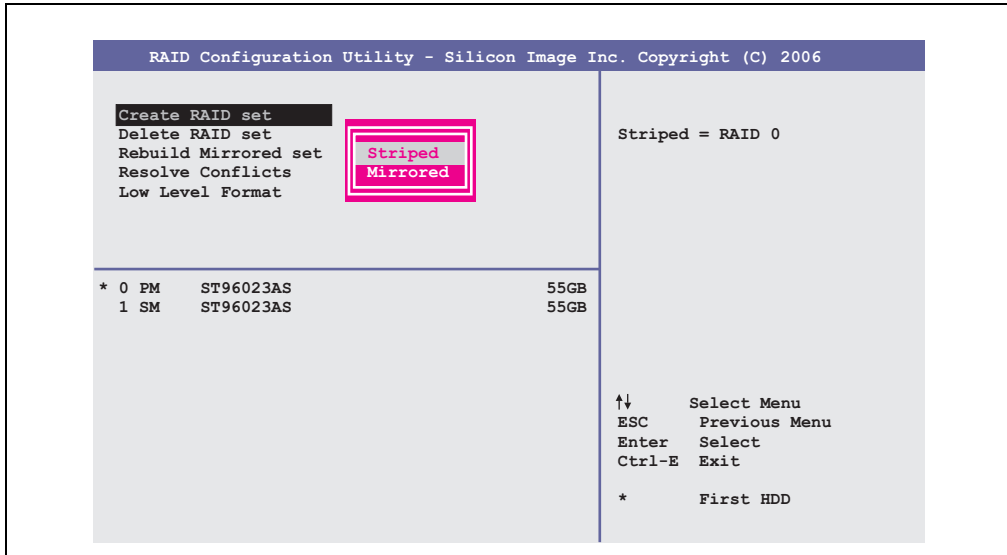 RAID Configuration Utility - Silicon Image Inc. Copyright (C) 2006
Create RAID set
Delete RAID set
Rebuild Mirrored set
Resolve Conflicts
Low Level Format
Striped
Mirrored
Striped = RAID 0
* 0 PM ST96023AS 55GB
1 SM ST96023AS 55GB
↑↓ Select Menu
ESC Previous Menu
Enter Select
Ctrl-E Exit
* First HDD